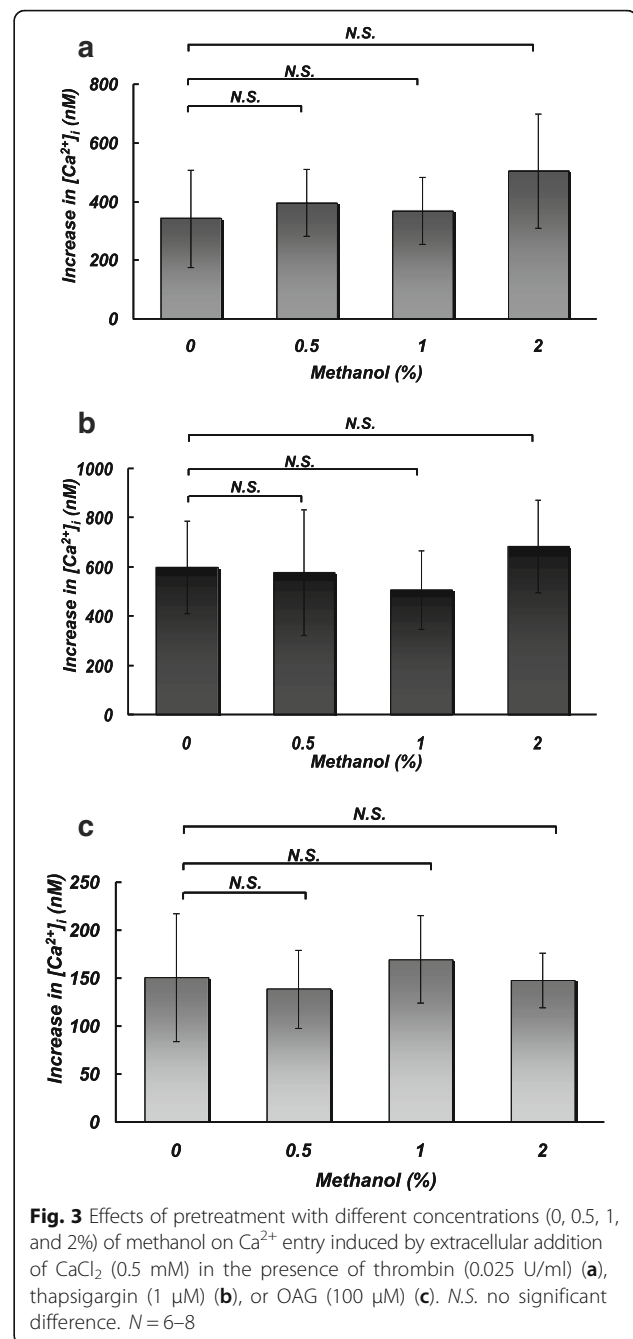 a
N.S.
N.S.
N.S.
Increase in [Ca²⁺]ᵢ (nM)
800
600
400
200
0
0 0.5 1 2
Methanol (%)
b
N.S.
N.S.
N.S.
Increase in [Ca²⁺]ᵢ (nM)
1000
800
600
400
200
0
0 0.5 1 2
Methanol (%)
c
N.S.
N.S.
N.S.
Increase in [Ca²⁺]ᵢ (nM)
250
200
150
100
50
0
0 0.5 1 2
Methanol (%)
Fig. 3 Effects of pretreatment with different concentrations (0, 0.5, 1,
and 2%) of methanol on Ca²⁺ entry induced by extracellular addition
of CaCl₂ (0.5 mM) in the presence of thrombin (0.025 U/ml) (a),
thapsigargin (1 μM) (b), or OAG (100 μM) (c). N.S. no significant
difference. N = 6–8